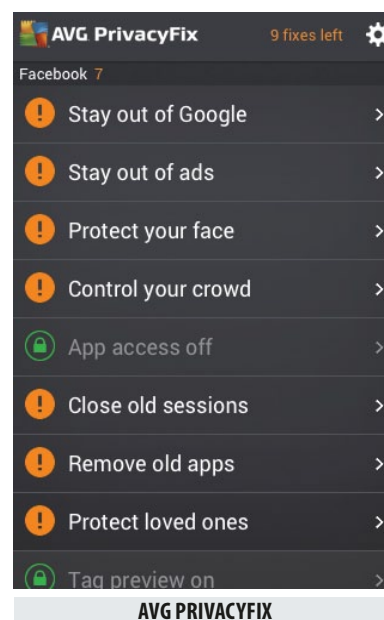 AVG PrivacyFix 9 fixes left
Facebook 7
Stay out of Google
Stay out of ads
Protect your face
Control your crowd
App access off
Close old sessions
Remove old apps
Protect loved ones
Tag preview on
AVG PRIVACYFIX